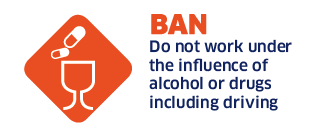 BAN
Do not work under
the influence of
alcohol or drugs
including driving